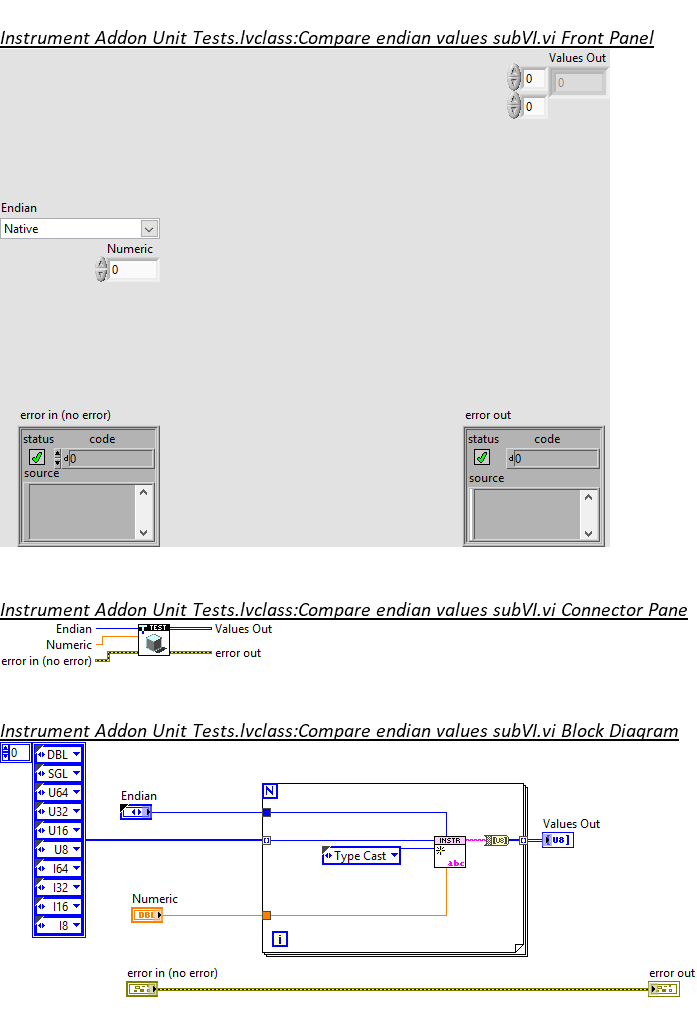 Instrument Addon Unit Tests.lvclass:Compare endian values subVI.vi Front Panel
Values Out
0
0
0
Endian
Native
Numeric
0
error in (no error)
error out
status
code
d0
source
status
code
d0
source
Instrument Addon Unit Tests.lvclass:Compare endian values subVI.vi Connector Pane
Endian
TEST
Values Out
Numeric
error in (no error)
error out
Instrument Addon Unit Tests.lvclass:Compare endian values subVI.vi Block Diagram
0
DBL
SGL
U64
U32
U16
U8
I64
I32
I16
I8
Endian
N
Values Out
INSTR
[U8]
U8]
Type Cast
abc
Numeric
DBL
i
error in (no error)
error out